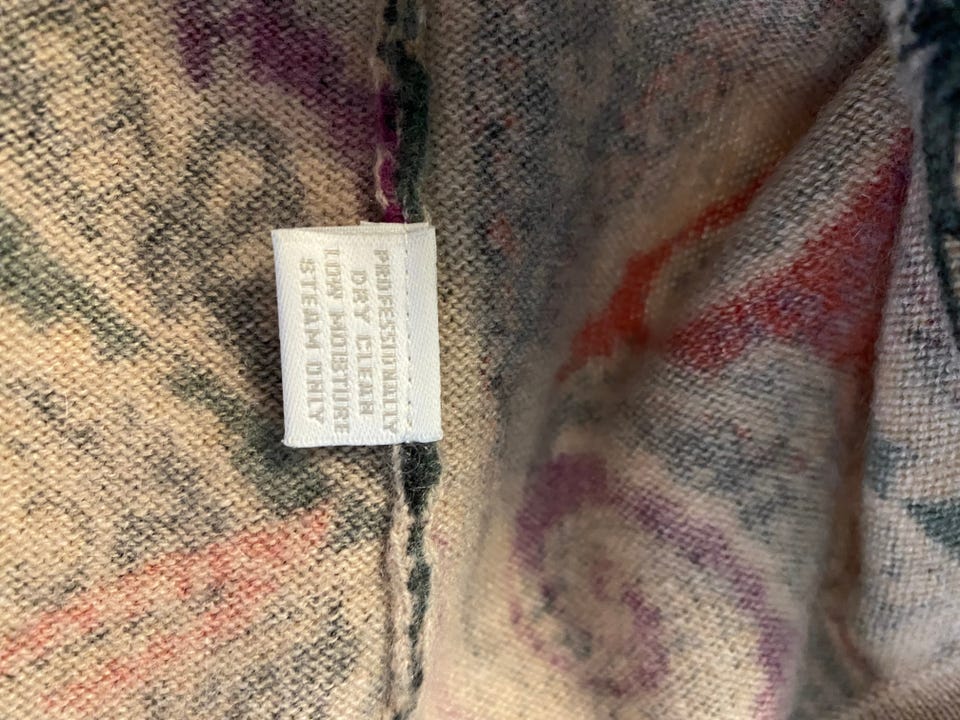 PROFESSIONALLY
DRY CLEAN
LOW MOISTURE
STEAM ONLY